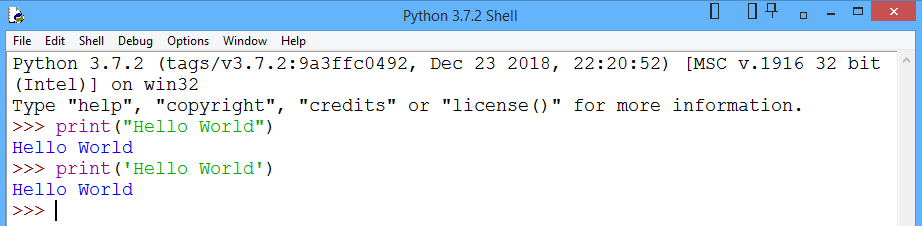 Python 3.7.2 Shell
File Edit Shell Debug Options Window Help
Python 3.7.2 (tags/v3.7.2:9a3ffc0492, Dec 23 2018, 22:20:52) [MSC v.1916 32 bit
(Intel)] on win32
Type "help", "copyright", "credits" or "license()" for more information.
>>> print("Hello World")
Hello World
>>> print('Hello World')
Hello World
>>>